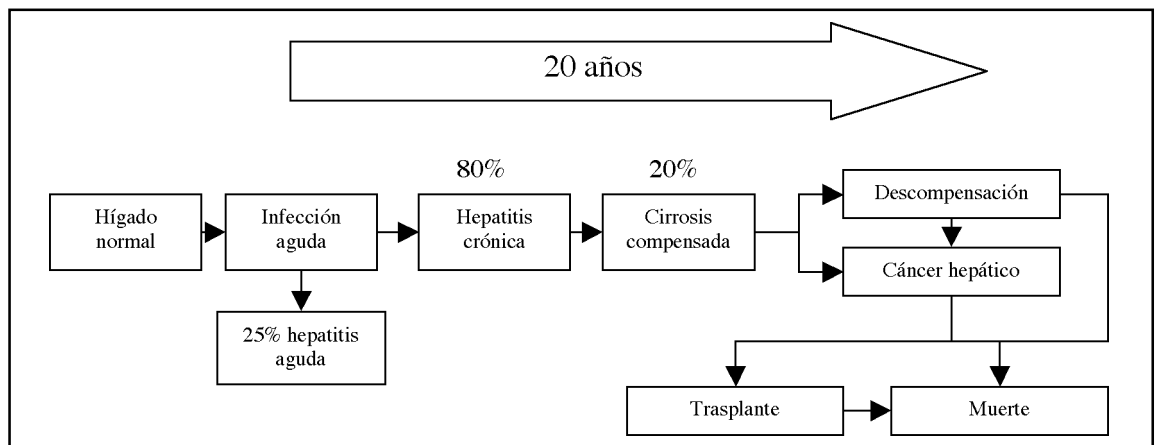 20 años
80%
20%
Hígado
normal
Infección
aguda
Hepatitis
crónica
Cirrosis
compensada
Descompensación
Cáncer hepático
25% hepatitis
aguda
Trasplante
Muerte